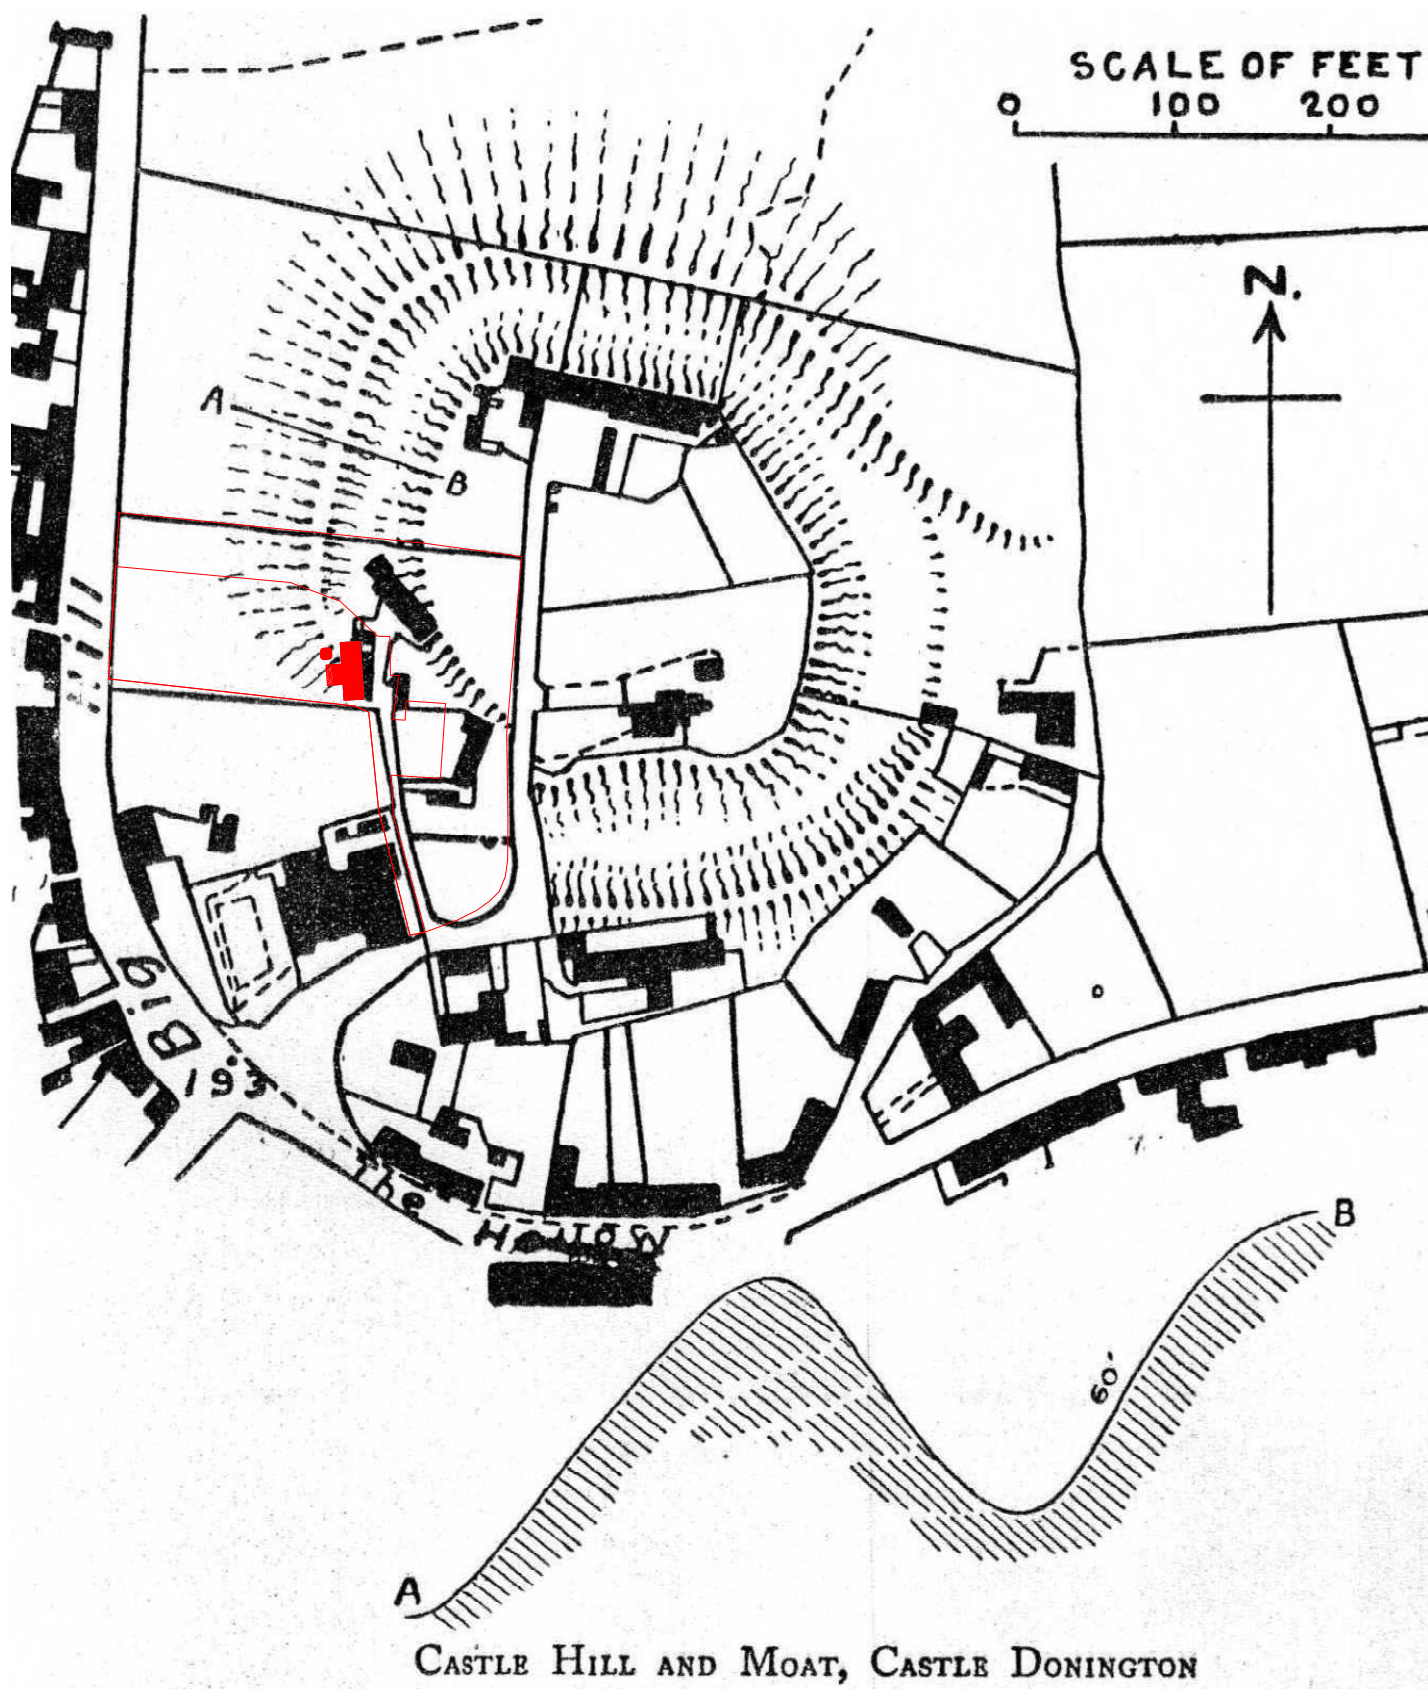 SCALE OF FEET
0 100 200
N.
A
B
Big
193
The Hollow
B
60'
A
CASTLE HILL AND MOAT, CASTLE DONINGTON